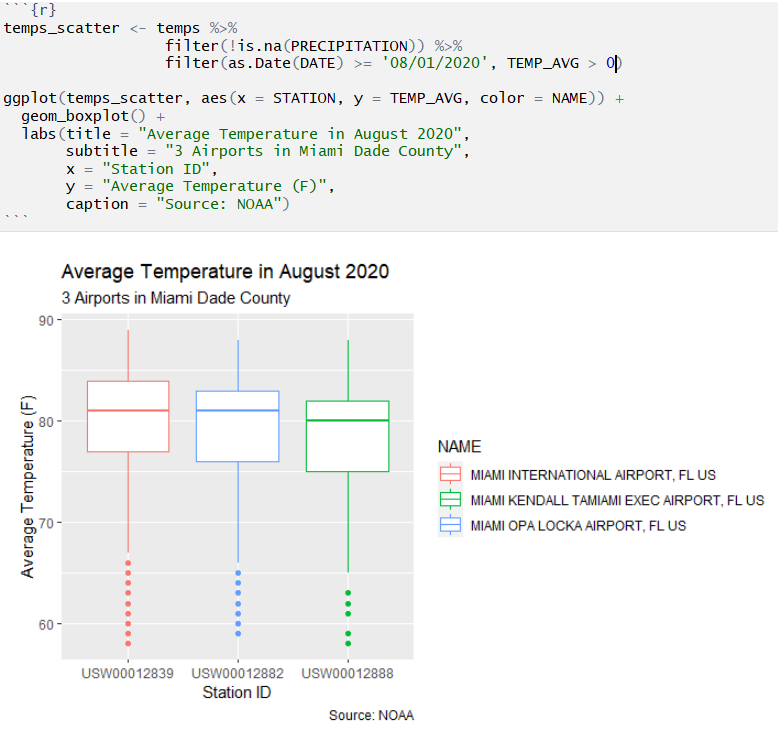 ```{r}
temps_scatter <- temps %>%
filter(!is.na(PRECIPITATION)) %>%
filter(as.Date(DATE) >= '08/01/2020', TEMP_AVG > 0)
ggplot(temps_scatter, aes(x = STATION, y = TEMP_AVG, color = NAME)) +
geom_boxplot() +
labs(title = "Average Temperature in August 2020",
subtitle = "3 Airports in Miami Dade County",
x = "Station ID",
y = "Average Temperature (F)",
caption = "Source: NOAA")
```
Average Temperature in August 2020
3 Airports in Miami Dade County
90
80
70
60
Average Temperature (F)
USW00012839 USW00012882 USW00012888
Station ID
Source: NOAA
NAME
MIAMI INTERNATIONAL AIRPORT, FL US
MIAMI KENDALL TAMIAMI EXEC AIRPORT, FL US
MIAMI OPA LOCKA AIRPORT, FL US